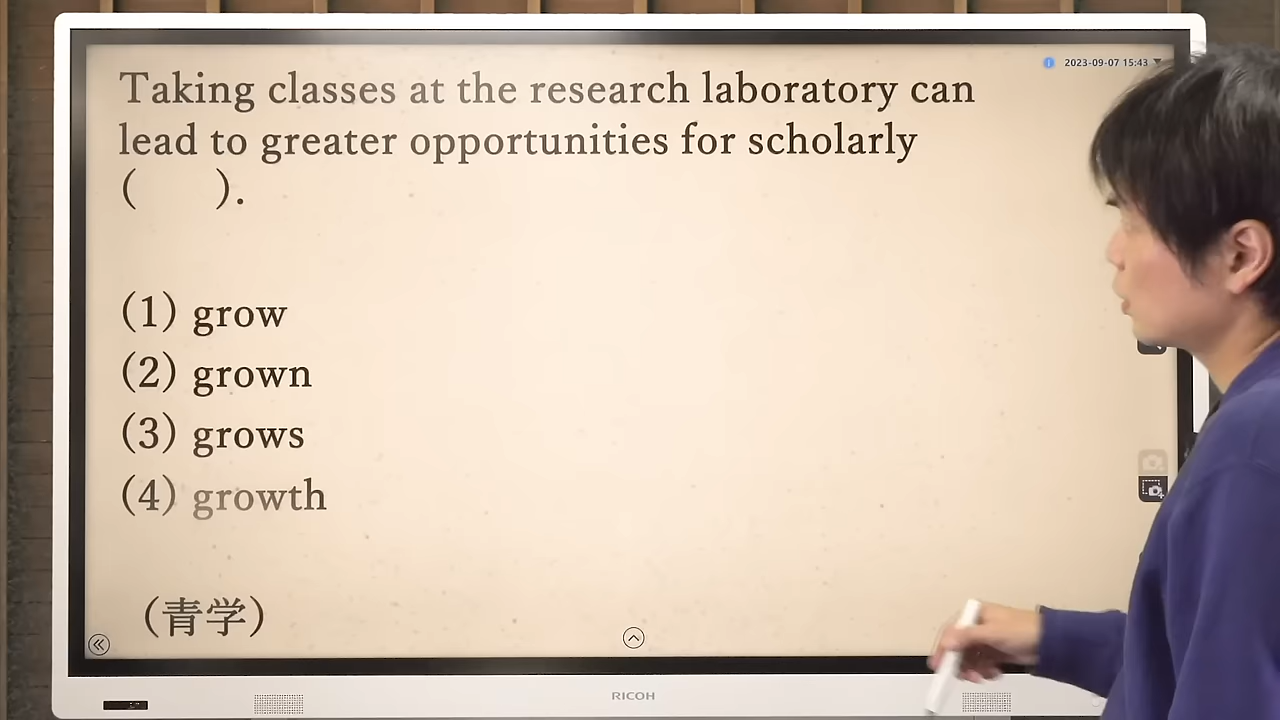 2023-09-07 15:43
Taking classes at the research laboratory can
lead to greater opportunities for scholarly
(    ).
(1) grow
(2) grown
(3) grows
(4) growth
(青学)
RICOH